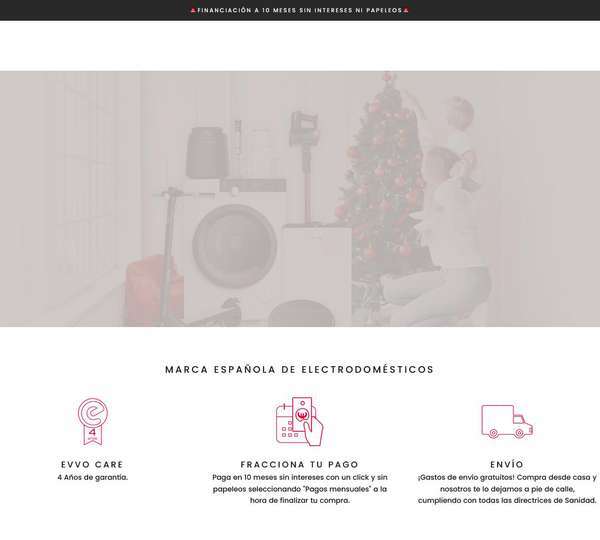 FINANCIACIÓN A 10 MESES SIN INTERESES NI PAPELEOS
MARCA ESPAÑOLA DE ELECTRODOMÉSTICOS
4
EVVO CARE
4 Años de garantía.
FRACCIONA TU PAGO
Paga en 10 meses sin intereses con un click y sin
papeleos seleccionando "Pagos mensuales" a la
hora de finalizar tu compra.
ENVÍO
¡Gastos de envío gratuitos! Compra desde casa y
nosotros te lo dejamos a pie de calle,
cumpliendo con todas las directrices de Sanidad.